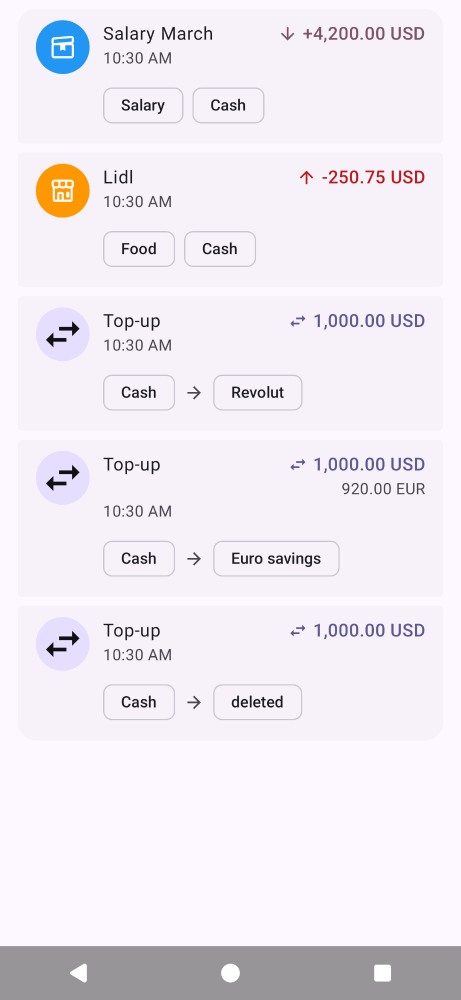 Salary March +4,200.00 USD
10:30 AM
Salary Cash
Lidl -250.75 USD
10:30 AM
Food Cash
Top-up 1,000.00 USD
10:30 AM
Cash → Revolut
Top-up 1,000.00 USD
920.00 EUR
10:30 AM
Cash → Euro savings
Top-up 1,000.00 USD
10:30 AM
Cash → deleted